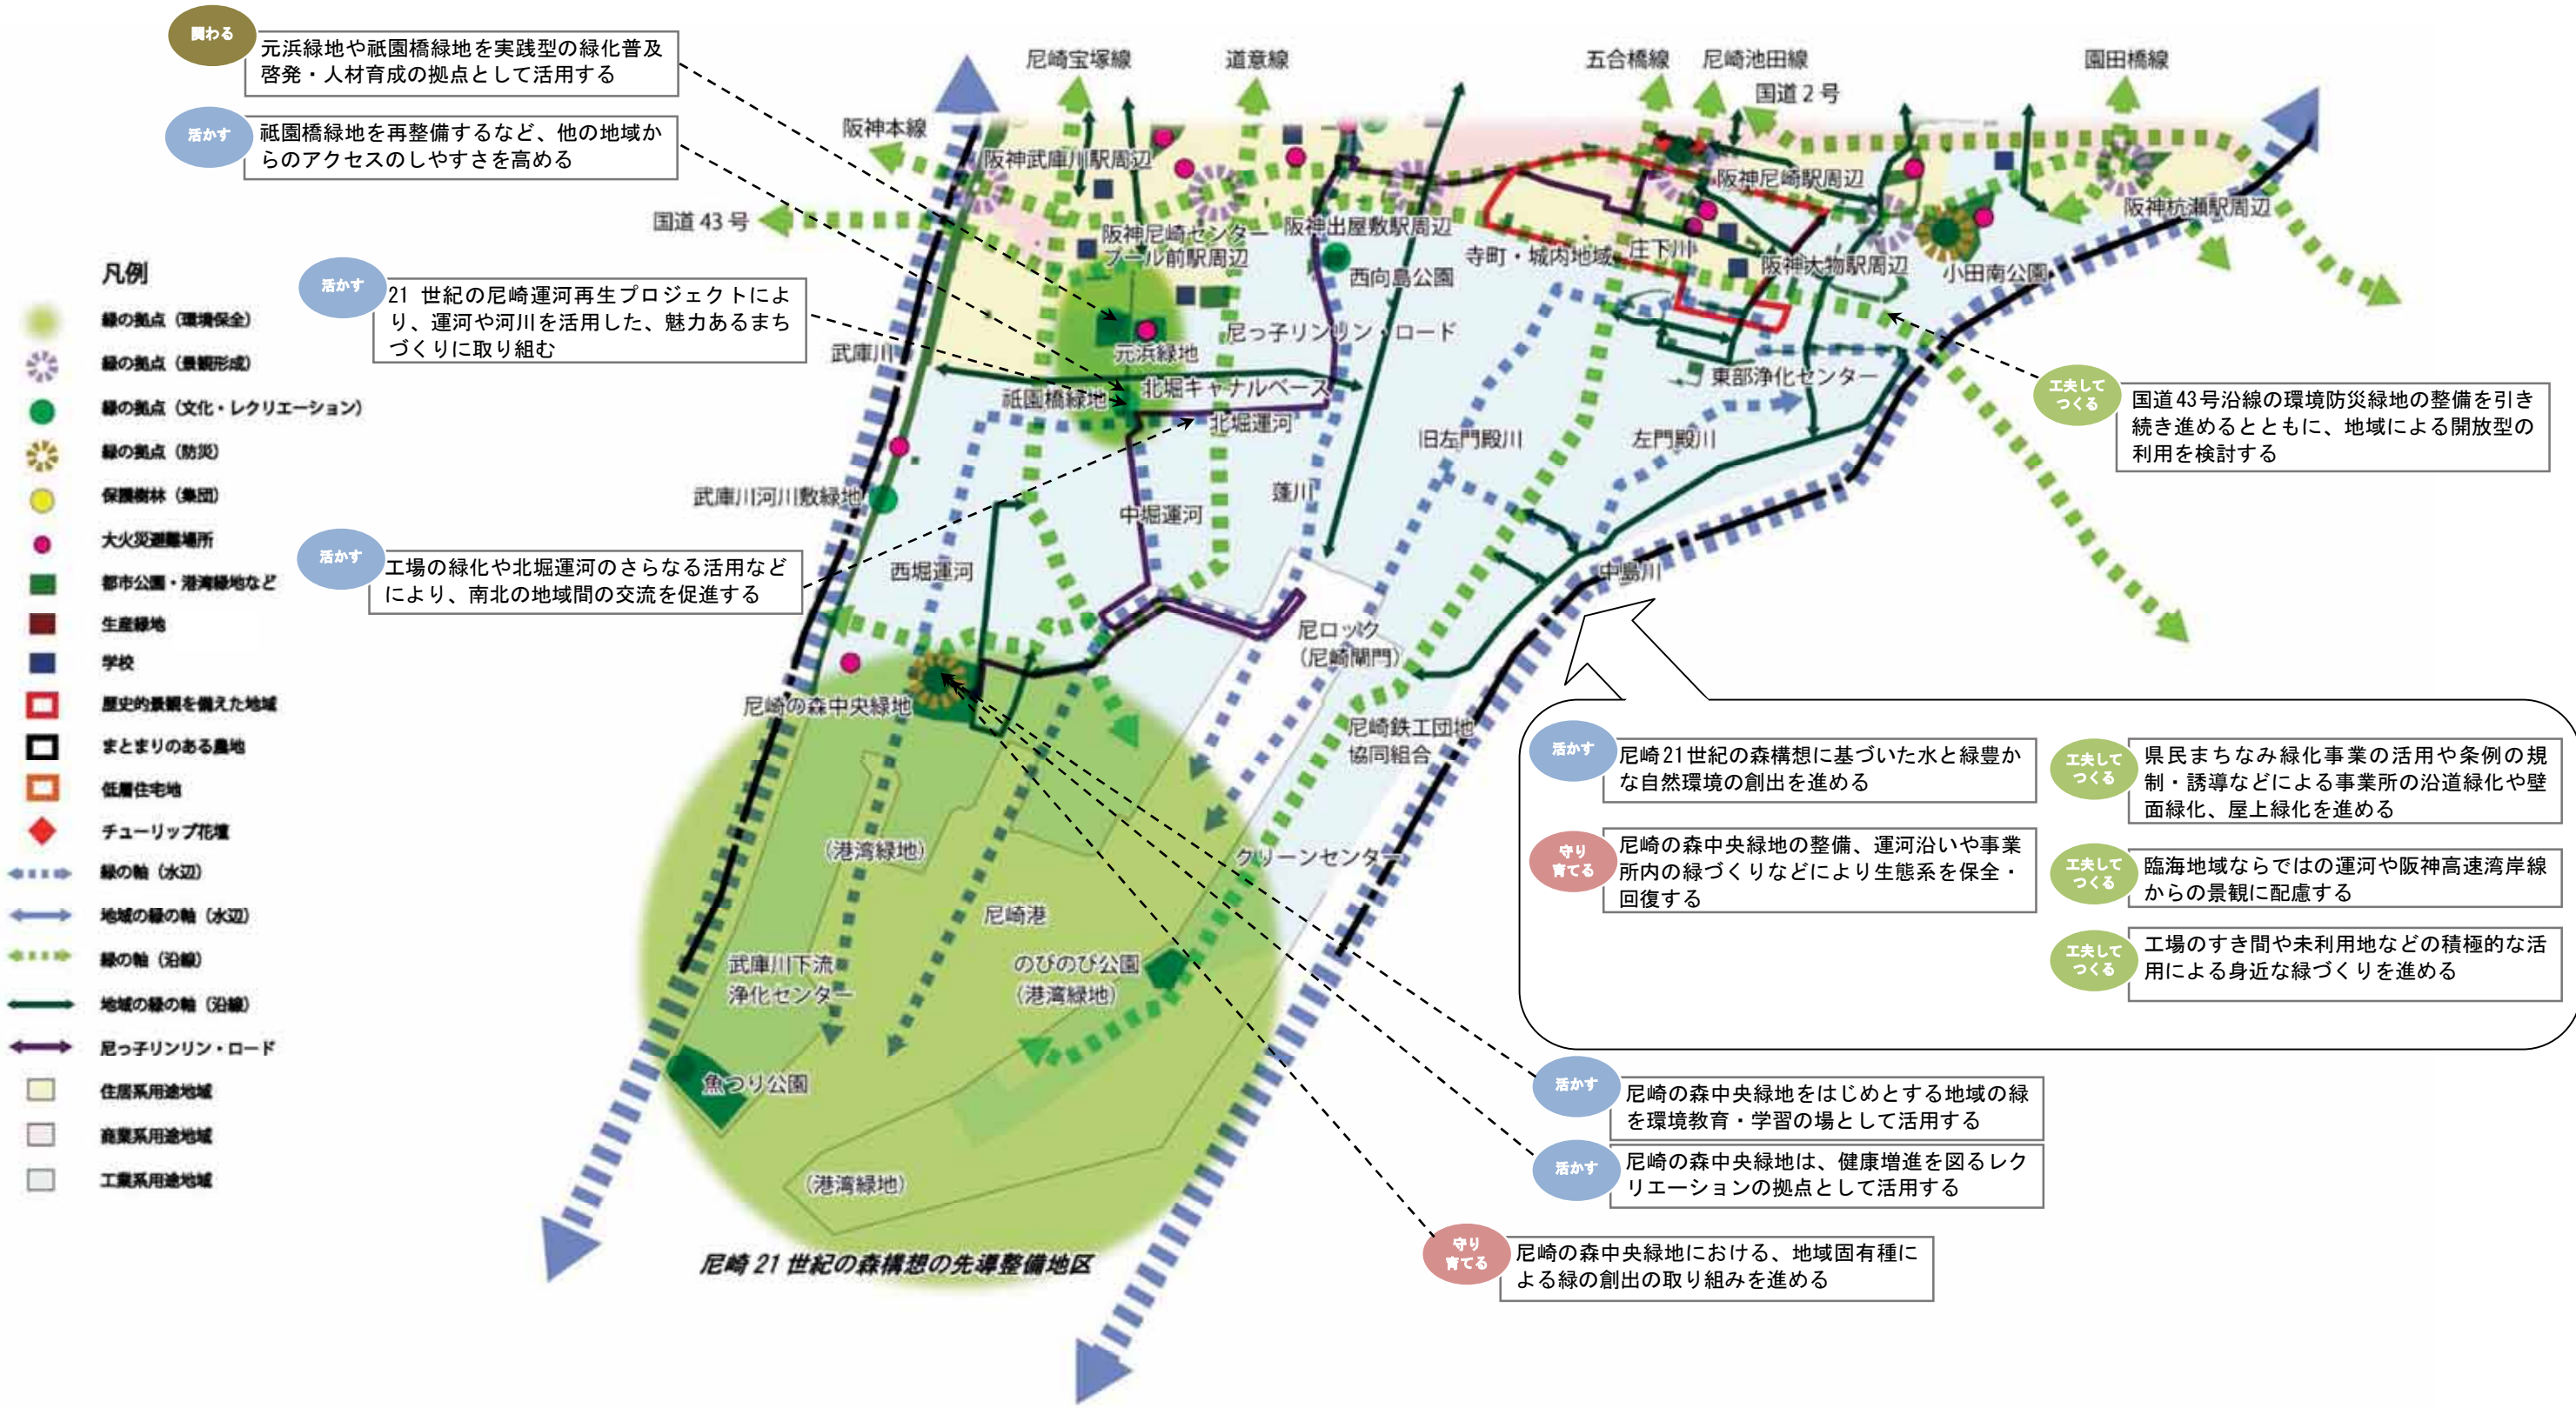 関わる
元浜緑地や祇園橋緑地を実践型の緑化普及
啓発・人材育成の拠点として活用する
活かす
祇園橋緑地を再整備するなど、他の地域か
らのアクセスのしやすさを高める
活かす
21 世紀の尼崎運河再生プロジェクトによ
り、運河や河川を活用した、魅力あるまち
づくりに取り組む
活かす
工場の緑化や北堀運河のさらなる活用など
により、南北の地域間の交流を促進する
凡例
緑の拠点（環境保全）
緑の拠点（景観形成）
緑の拠点（文化・レクリエーション）
緑の拠点（防災）
保護樹林（集団）
大火災避難場所
都市公園・港湾緑地など
生産緑地
学校
歴史的景観を備えた地域
まとまりのある農地
低層住宅地
チューリップ花壇
緑の軸（水辺）
地域の緑の軸（水辺）
緑の軸（沿線）
地域の緑の軸（沿線）
尼っ子リンリン・ロード
住居系用途地域
商業系用途地域
工業系用途地域
尼崎宝塚線
道意線
五合橋線
尼崎池田線
国道 2 号
園田橋線
阪神本線
阪神武庫川駅周辺
国道 43 号
阪神尼崎センター
プール前駅周辺
阪神出屋敷駅周辺
西向島公園
寺町・城内地域
庄下川
阪神尼崎駅周辺
阪神大物駅周辺
小田南公園
阪神杭瀬駅周辺
武庫川
元浜緑地
尼っ子リンリン・ロード
祇園橋緑地
北堀キャナルベース
北堀運河
東部浄化センター
旧左門殿川
左門殿川
武庫川河川敷緑地
中堀運河
蓬川
西堀運河
中島川
尼ロック
（尼崎閘門）
尼崎の森中央緑地
尼崎鉄工団地
協同組合
（港湾緑地）
クリーンセンター
尼崎港
武庫川下流
浄化センター
のびのび公園
（港湾緑地）
魚つり公園
（港湾緑地）
尼崎 21 世紀の森構想の先導整備地区
工夫して
つくる
国道43号沿線の環境防災緑地の整備を引き
続き進めるとともに、地域による開放型の
利用を検討する
活かす
尼崎21世紀の森構想に基づいた水と緑豊か
な自然環境の創出を進める
守り
育てる
尼崎の森中央緑地の整備、運河沿いや事業
所内の緑づくりなどにより生態系を保全・
回復する
工夫して
つくる
県民まちなみ緑化事業の活用や条例の規
制・誘導などによる事業所の沿道緑化や壁
面緑化、屋上緑化を進める
工夫して
つくる
臨海地域ならではの運河や阪神高速湾岸線
からの景観に配慮する
工夫して
つくる
工場のすき間や未利用地などの積極的な活
用による身近な緑づくりを進める
活かす
尼崎の森中央緑地をはじめとする地域の緑
を環境教育・学習の場として活用する
活かす
尼崎の森中央緑地は、健康増進を図るレク
リエーションの拠点として活用する
守り
育てる
尼崎の森中央緑地における、地域固有種に
よる緑の創出の取り組みを進める